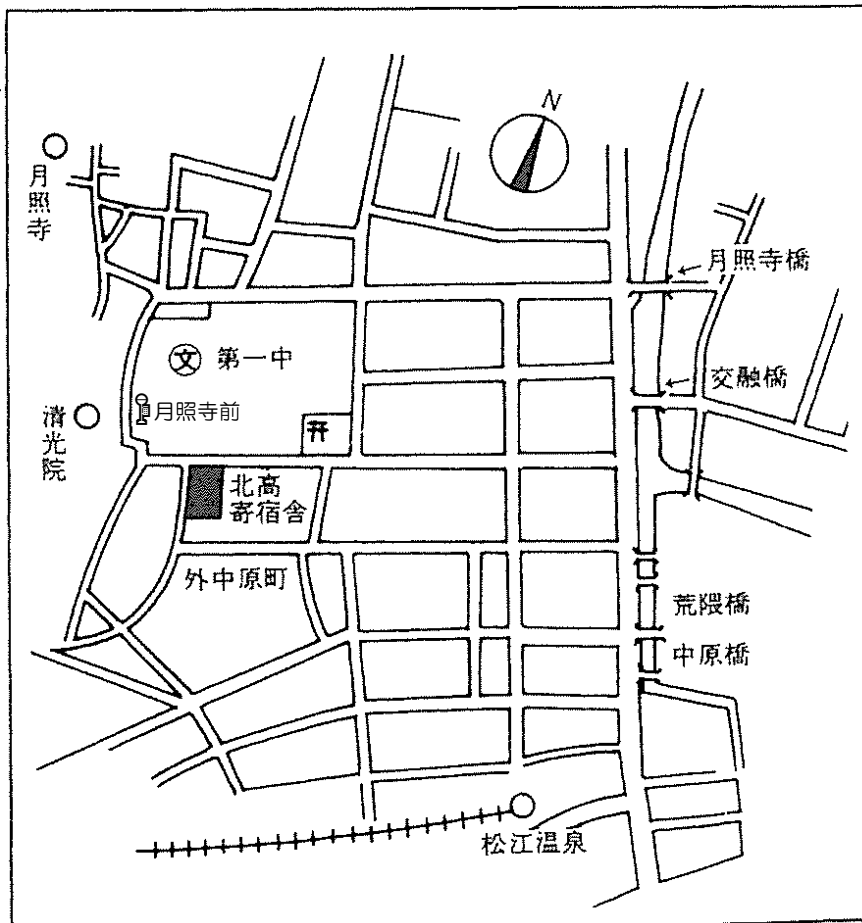 N
月照寺
月照寺橋
文 第一中
交融橋
清光院
月照寺前
北高
寄宿舎
外中原町
荒隈橋
中原橋
松江温泉